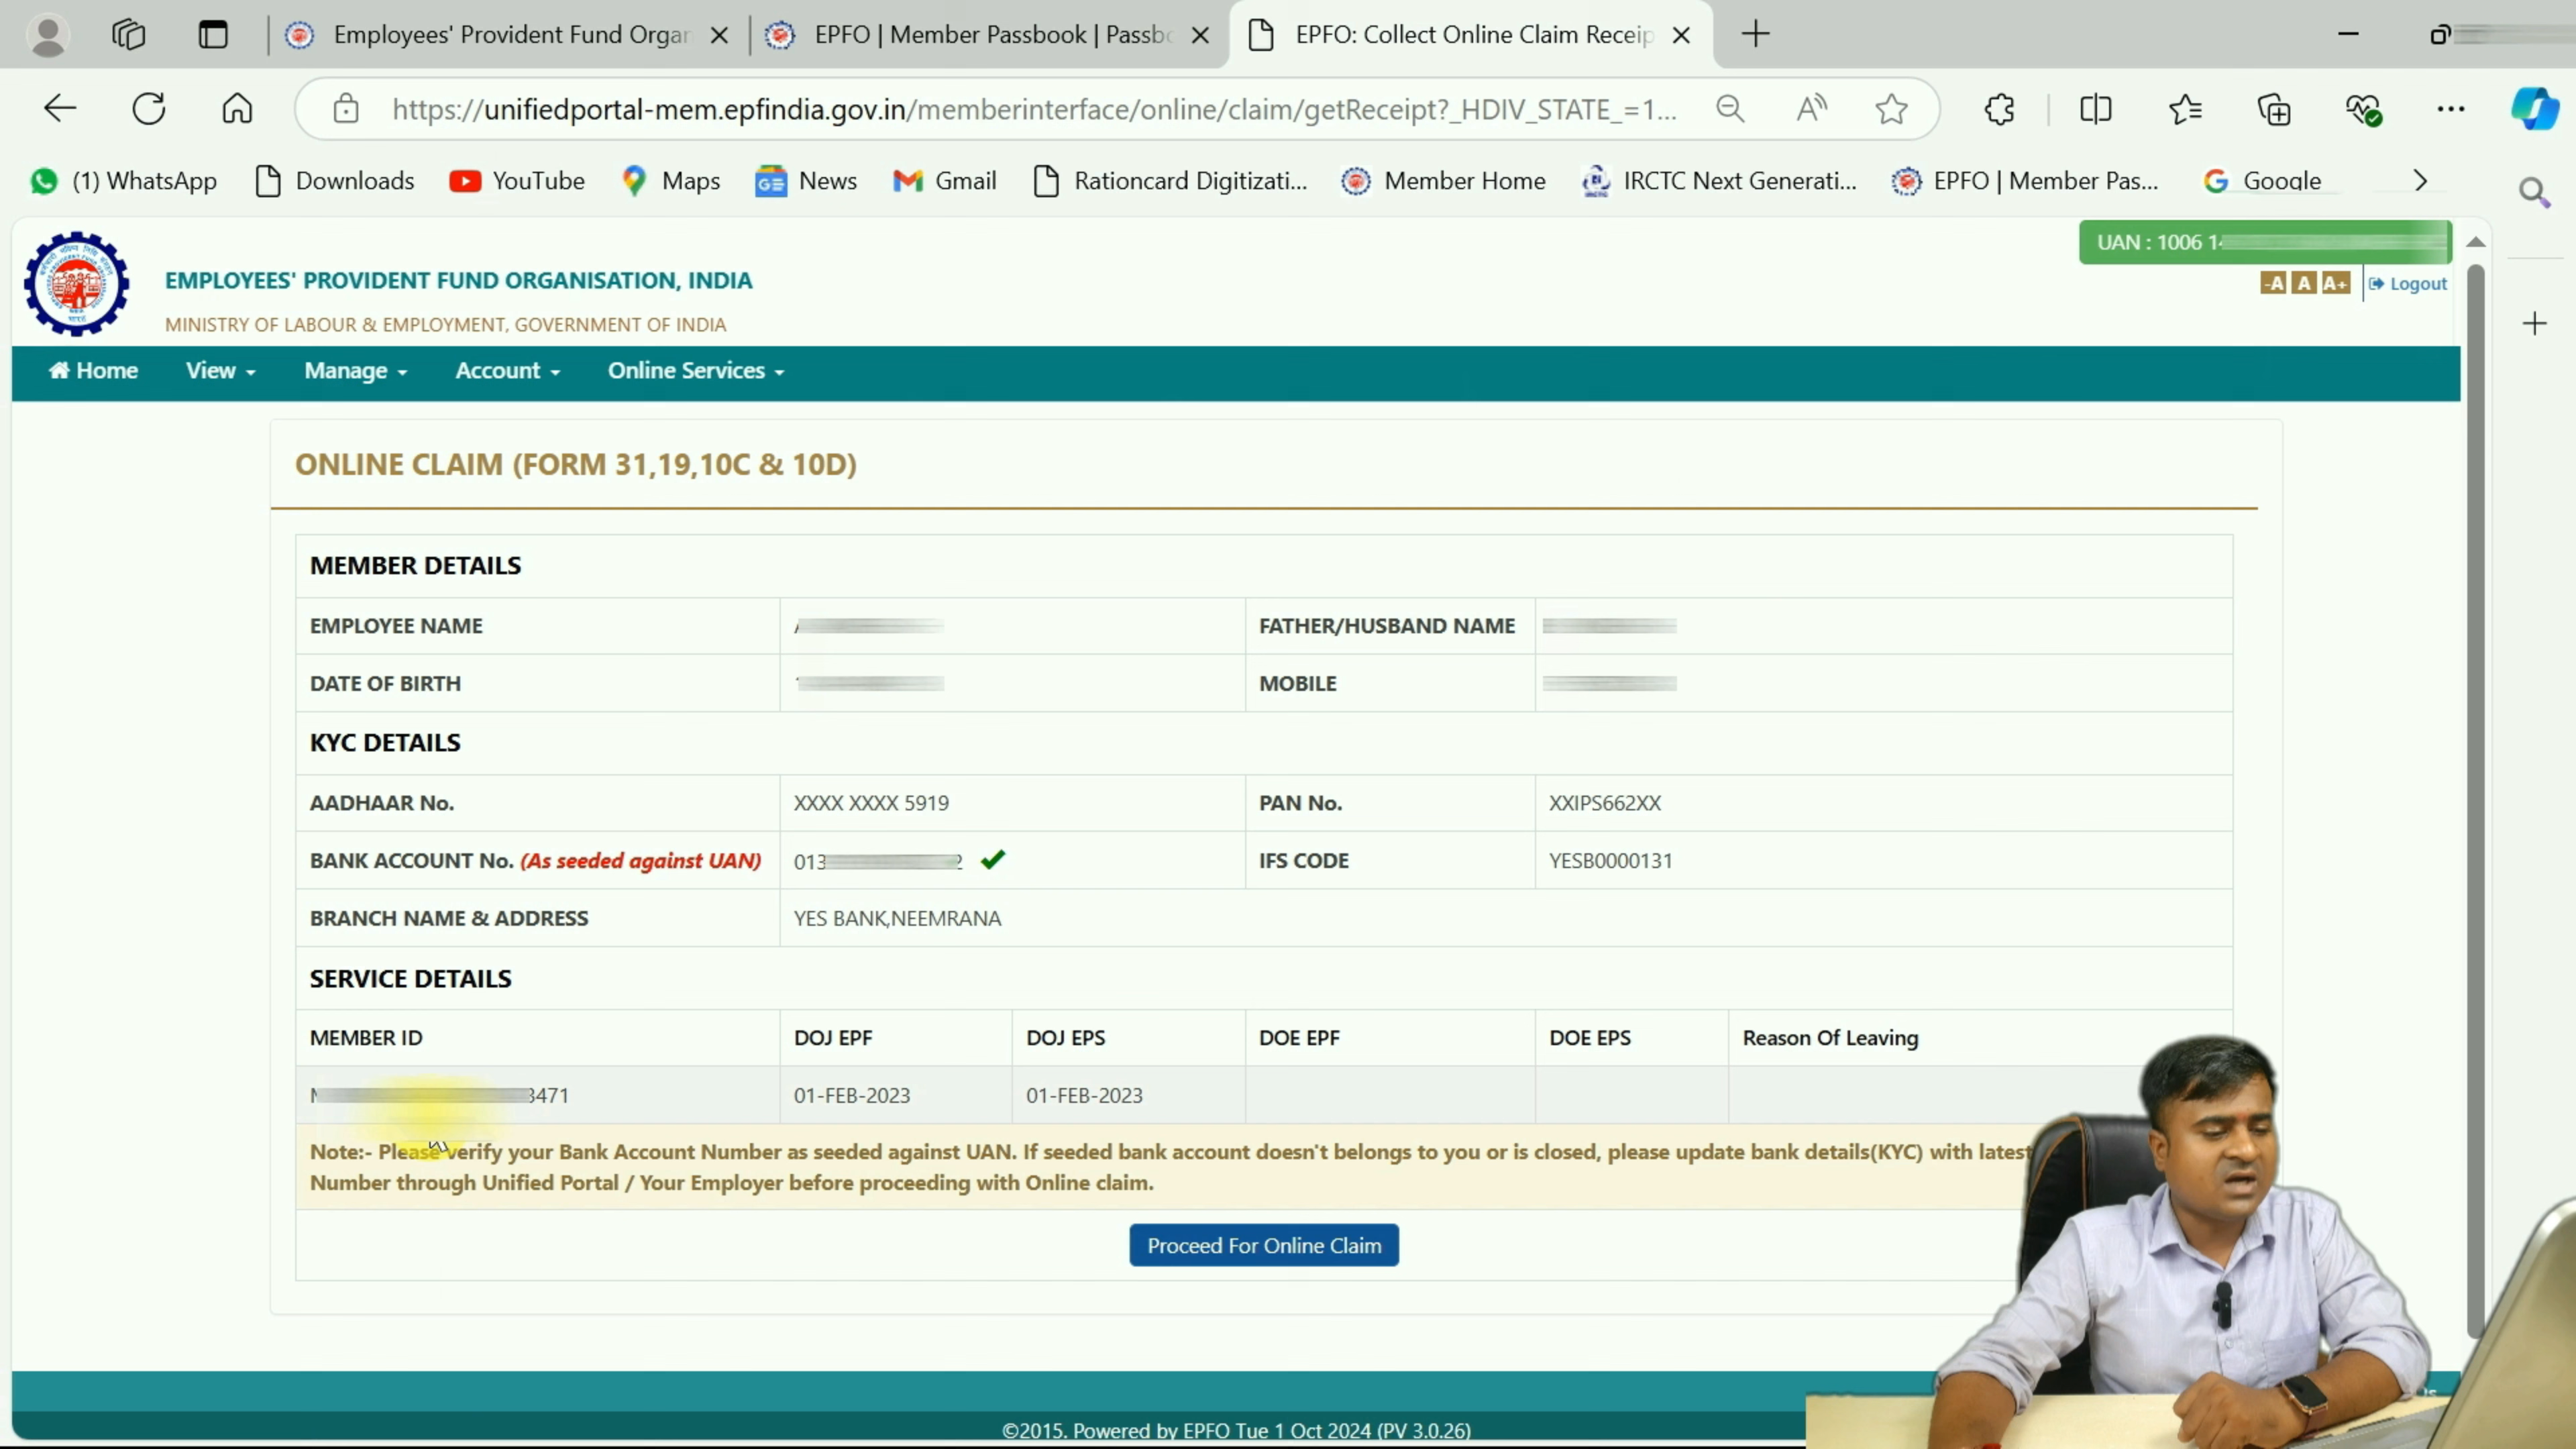 Employees' Provident Fund Organ
EPFO | Member Passbook | Passbo
EPFO: Collect Online Claim Receip
https://unifiedportal-mem.epfindia.gov.in/memberinterface/online/claim/getReceipt?_HDIV_STATE_=1...
(1) WhatsApp Downloads YouTube Maps News Gmail Rationcard Digitizati... Member Home IRCTC Next Generati... EPFO | Member Pas... Google
UAN : 1006 14
EMPLOYEES' PROVIDENT FUND ORGANISATION, INDIA
-A A A+ Logout
MINISTRY OF LABOUR & EMPLOYMENT, GOVERNMENT OF INDIA
Home View Manage Account Online Services
ONLINE CLAIM (FORM 31,19,10C & 10D)
MEMBER DETAILS
EMPLOYEE NAME FATHER/HUSBAND NAME
DATE OF BIRTH MOBILE
KYC DETAILS
AADHAAR No. XXXX XXXX 5919 PAN No. XXIPS662XX
BANK ACCOUNT No. (As seeded against UAN) 013 2 IFS CODE YESB0000131
BRANCH NAME & ADDRESS YES BANK,NEEMRANA
SERVICE DETAILS
MEMBER ID DOJ EPF DOJ EPS DOE EPF DOE EPS Reason Of Leaving
3471 01-FEB-2023 01-FEB-2023
Note:- Please verify your Bank Account Number as seeded against UAN. If seeded bank account doesn't belongs to you or is closed, please update bank details(KYC) with latest
Number through Unified Portal / Your Employer before proceeding with Online claim.
Proceed For Online Claim
©2015. Powered by EPFO Tue 1 Oct 2024 (PV 3.0.26)